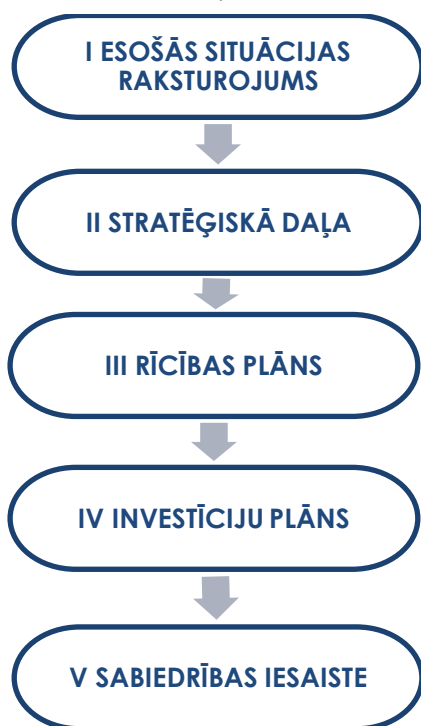 I ESOŠĀS SITUĀCIJAS
RAKSTUROJUMS
II STRATĒĢISKĀ DAĻA
III RĪCĪBAS PLĀNS
IV INVESTĪCIJU PLĀNS
V SABIEDRĪBAS IESAISTE